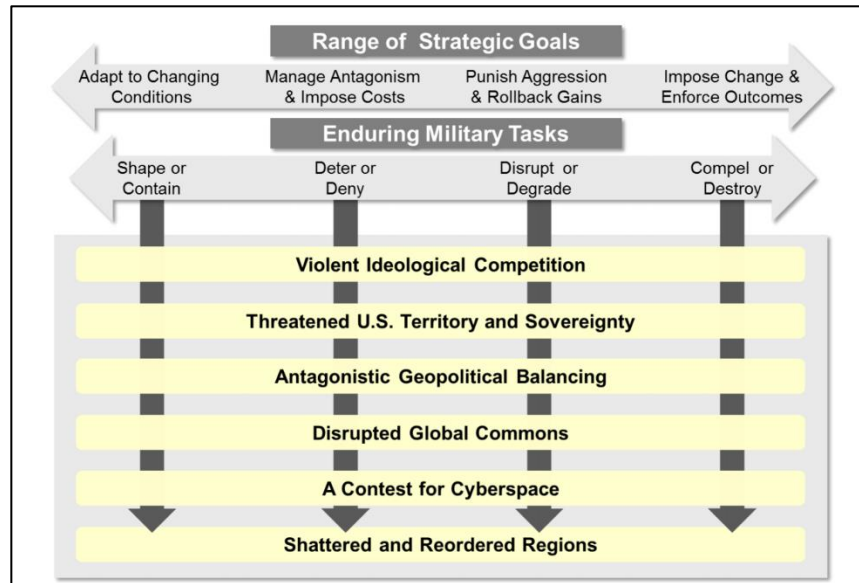 Range of Strategic Goals
Adapt to Changing
Conditions
Manage Antagonism
& Impose Costs
Punish Aggression
& Rollback Gains
Impose Change &
Enforce Outcomes
Enduring Military Tasks
Shape or
Contain
Deter or
Deny
Disrupt or
Degrade
Compel or
Destroy
Violent Ideological Competition
Threatened U.S. Territory and Sovereignty
Antagonistic Geopolitical Balancing
Disrupted Global Commons
A Contest for Cyberspace
Shattered and Reordered Regions